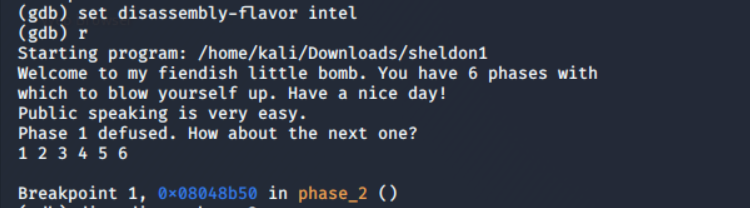 (gdb) set disassembly-flavor intel
(gdb) r
Starting program: /home/kali/Downloads/sheldon1
Welcome to my fiendish little bomb. You have 6 phases with
which to blow yourself up. Have a nice day!
Public speaking is very easy.
Phase 1 defused. How about the next one?
1 2 3 4 5 6
Breakpoint 1, 0×08048b50 in phase_2 ()